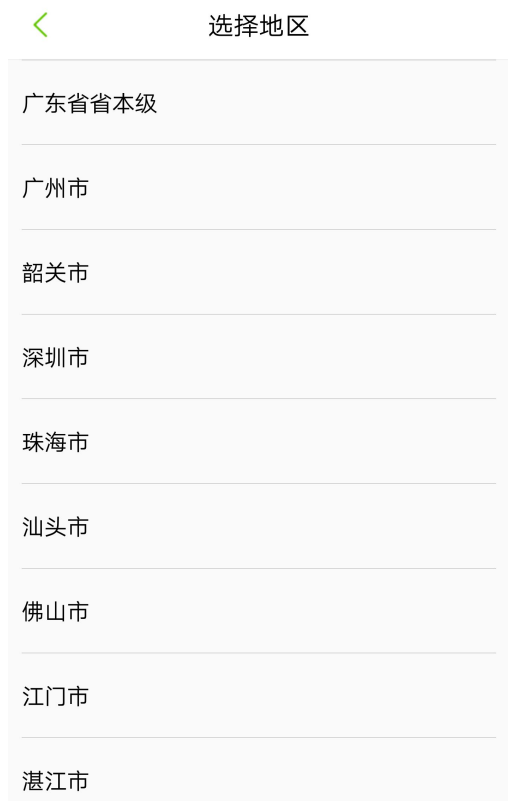 选择地区
广东省省本级
广州市
韶关市
深圳市
珠海市
汕头市
佛山市
江门市
湛江市